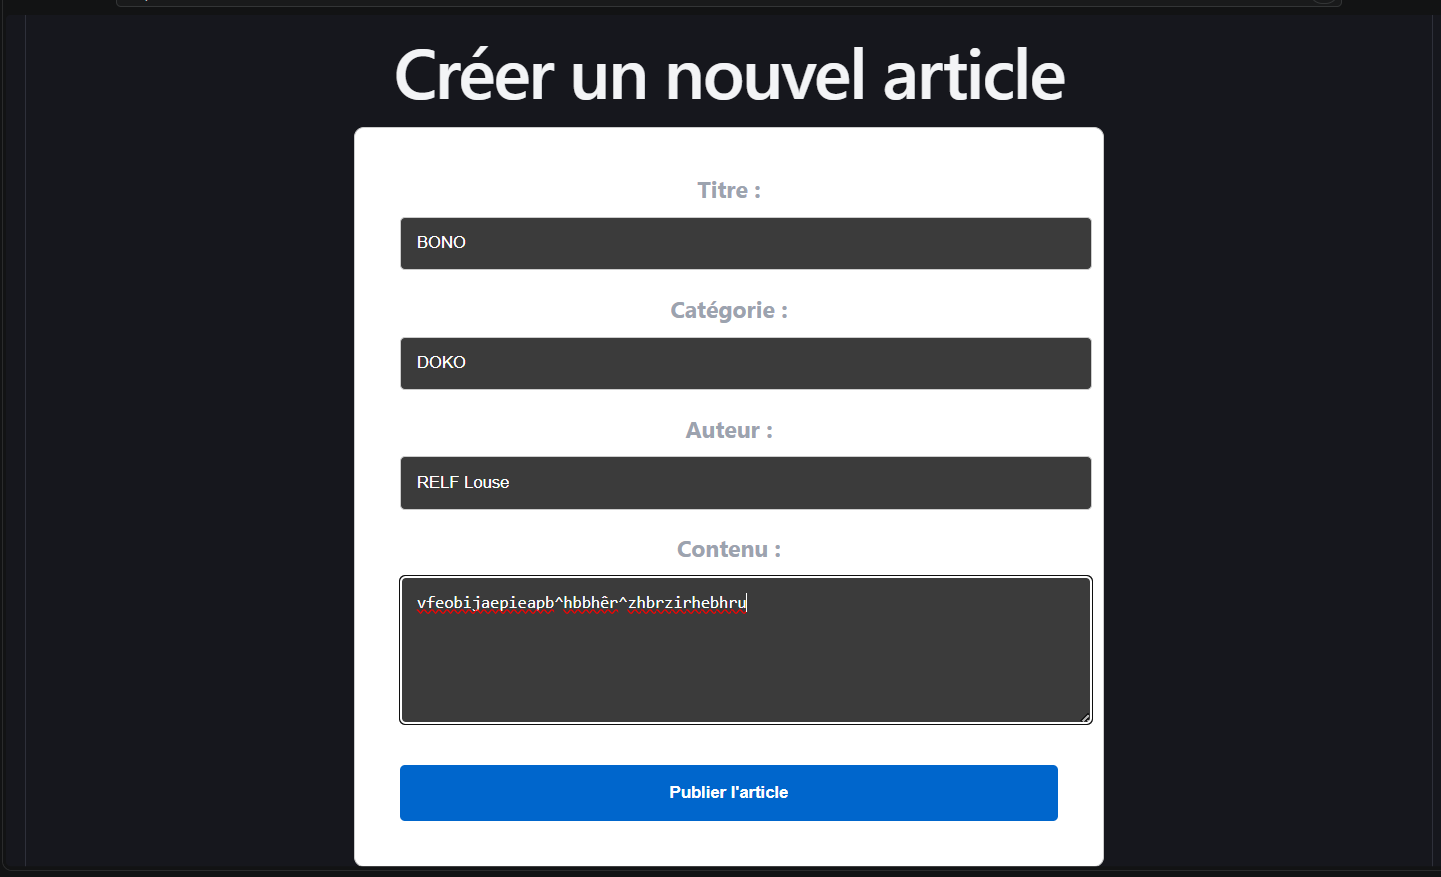 Créer un nouvel article
Titre :
BONO
Catégorie :
DOKO
Auteur :
RELF Louse
Contenu :
vfeobijaepieapb^hbbhêr^zhbrzirhebhru
Publier l'article